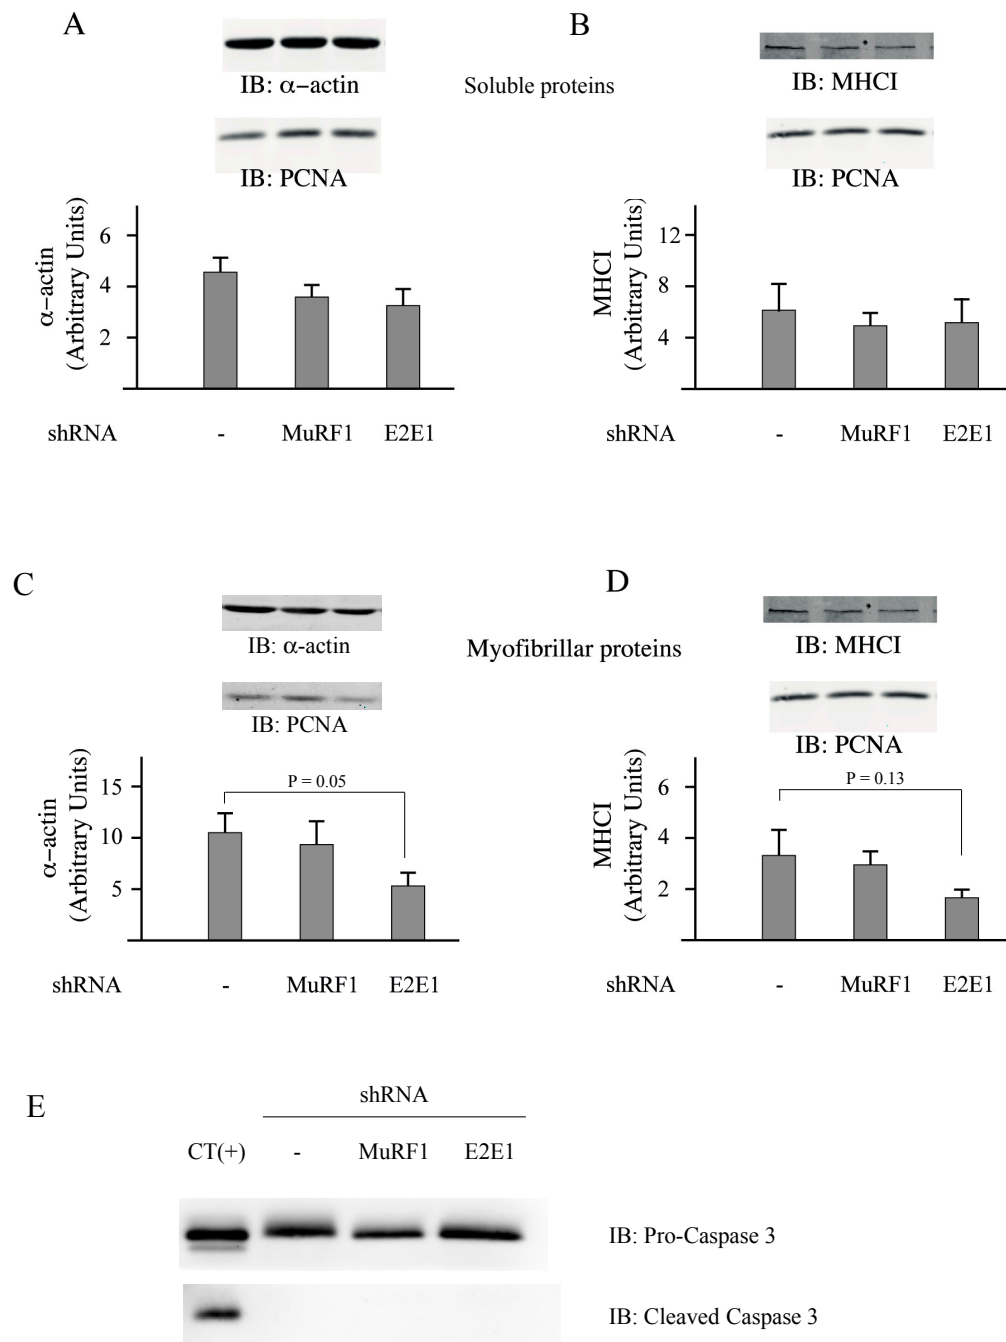 A
B
IB: α−actin
Soluble proteins
IB: MHCI
IB: PCNA
IB: PCNA
α−actin
(Arbitrary Units)
6
4
2
MHCI
(Arbitrary Units)
12
8
4
shRNA - MuRF1 E2E1
shRNA - MuRF1 E2E1
C
D
IB: α-actin
Myofibrillar proteins
IB: MHCI
IB: PCNA
IB: PCNA
α−actin
(Arbitrary Units)
15
10
5
P = 0.05
MHCI
(Arbitrary Units)
6
4
2
P = 0.13
shRNA - MuRF1 E2E1
shRNA - MuRF1 E2E1
E
shRNA
CT(+) - MuRF1 E2E1
IB: Pro-Caspase 3
IB: Cleaved Caspase 3